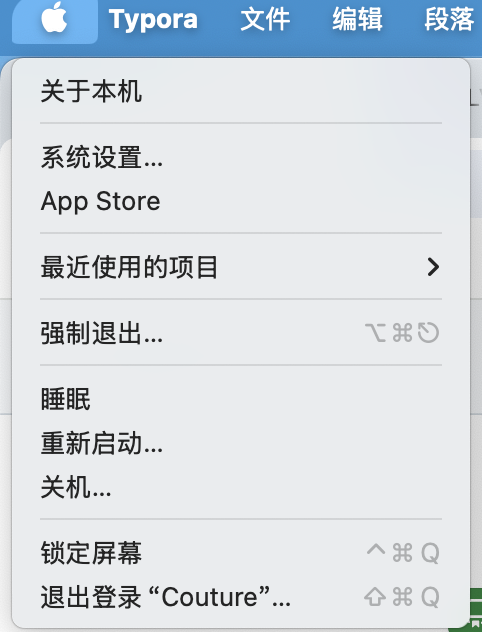 Typora 文件 编辑 段落
关于本机
系统设置...
App Store
最近使用的项目
强制退出... ⌥⌘⎋
睡眠
重新启动...
关机...
锁定屏幕 ^⌘Q
退出登录 “Couture”... ⇧⌘Q